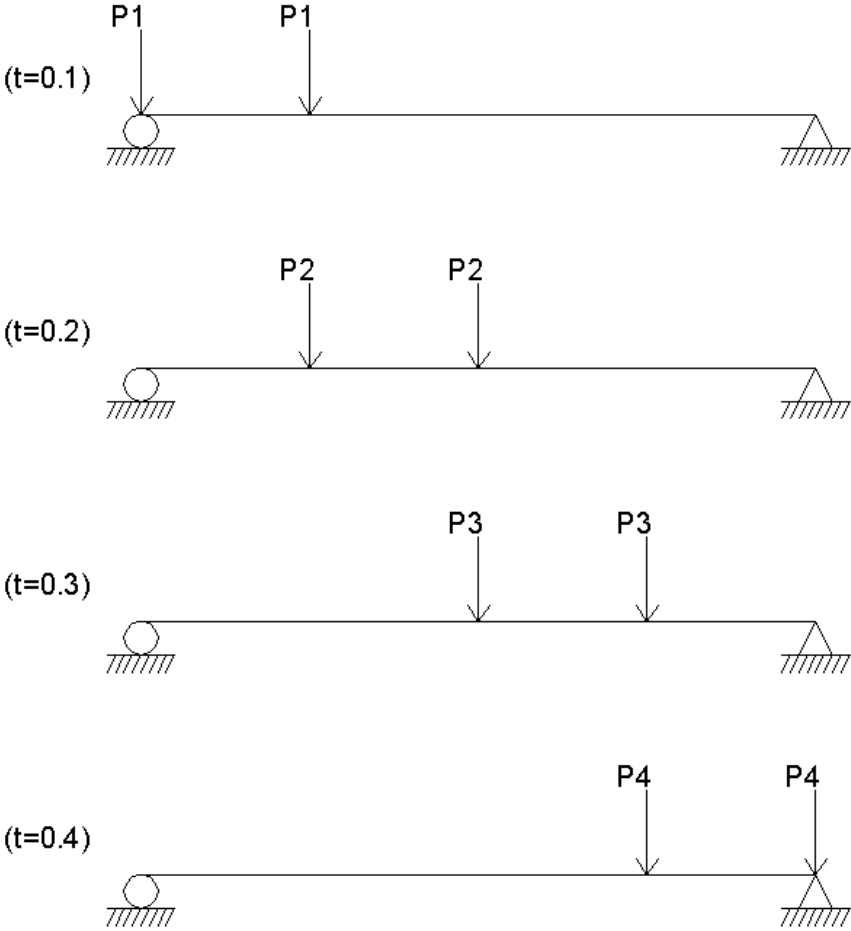 P1 P1
(t=0.1)
P2 P2
(t=0.2)
P3 P3
(t=0.3)
P4 P4
(t=0.4)